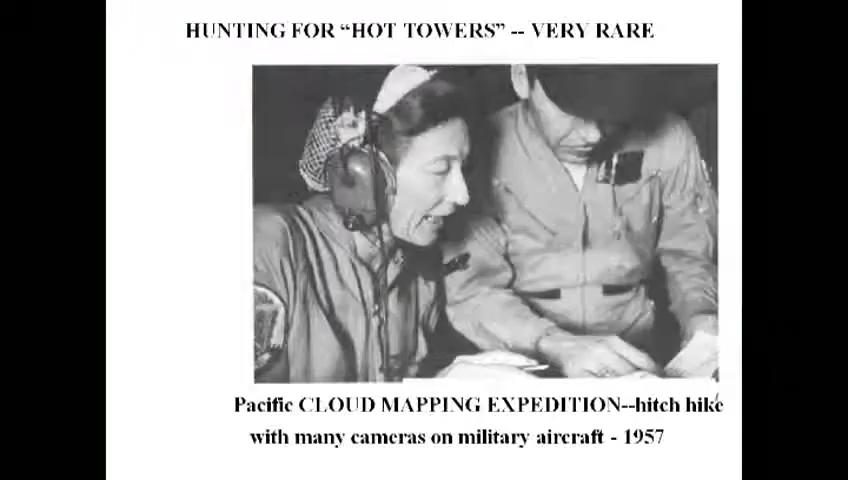 HUNTING FOR “HOT TOWERS” -- VERY RARE
Pacific CLOUD MAPPING EXPEDITION--hitch hike
with many cameras on military aircraft - 1957